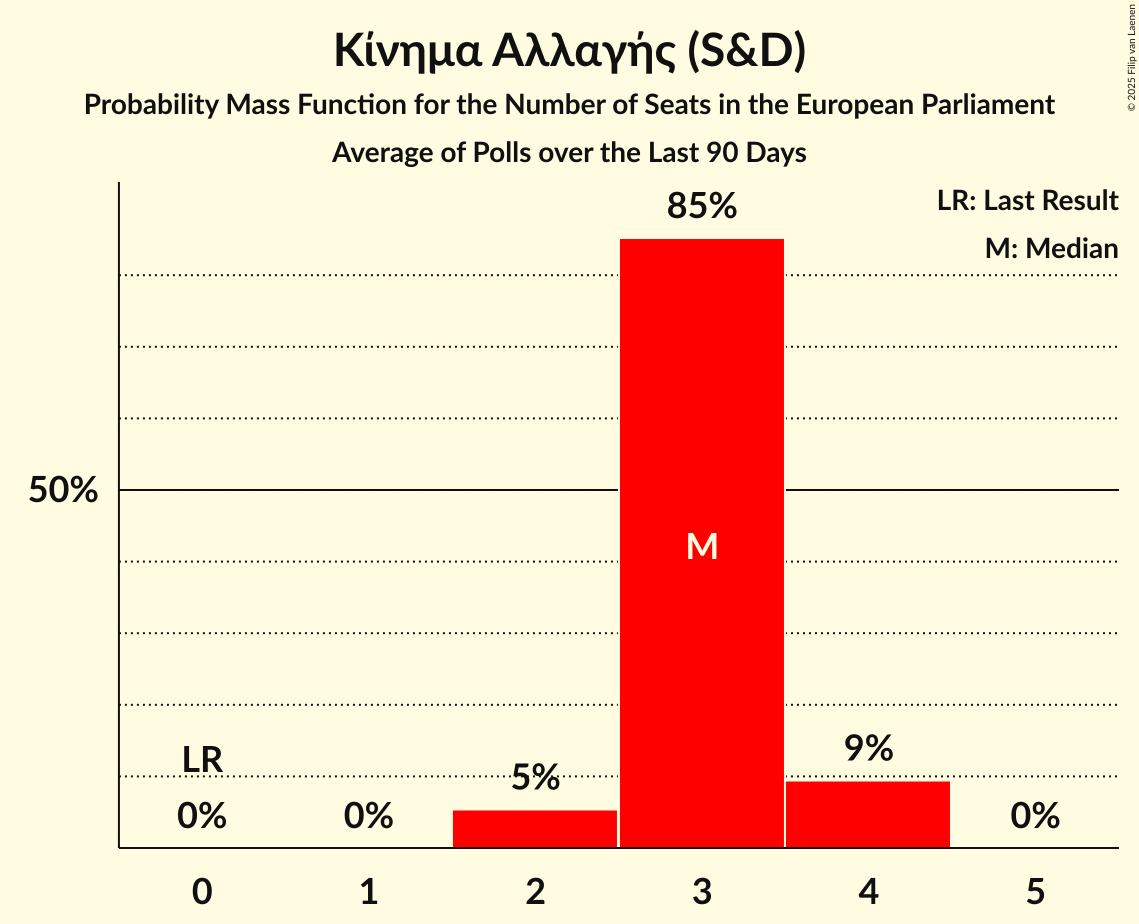 Κίνημα Αλλαγής (S&D)
Probability Mass Function for the Number of Seats in the European Parliament
Average of Polls over the Last 90 Days
© 2025 Filip van Laenen
LR: Last Result
M: Median
85%
50%
M
LR
9%
5%
0%
0%
0%
0
1
2
3
4
5